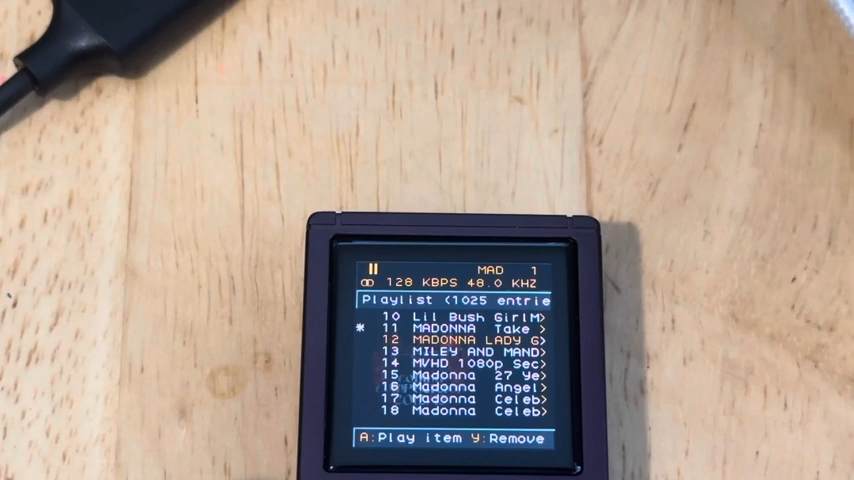 MAD 1
128 KBPS 48.0 KHZ
Playlist (1025 entrie
10 Lil Bush GirlM>
* 11 MADONNA Take >
12 MADONNA LADY G>
13 MILEY AND MAND>
14 MVHD 1080p Sec>
15 Madonna 27 Ye>
16 Madonna Angel>
17 Madonna Celeb>
18 Madonna Celeb>
A:Play item Y:Remove